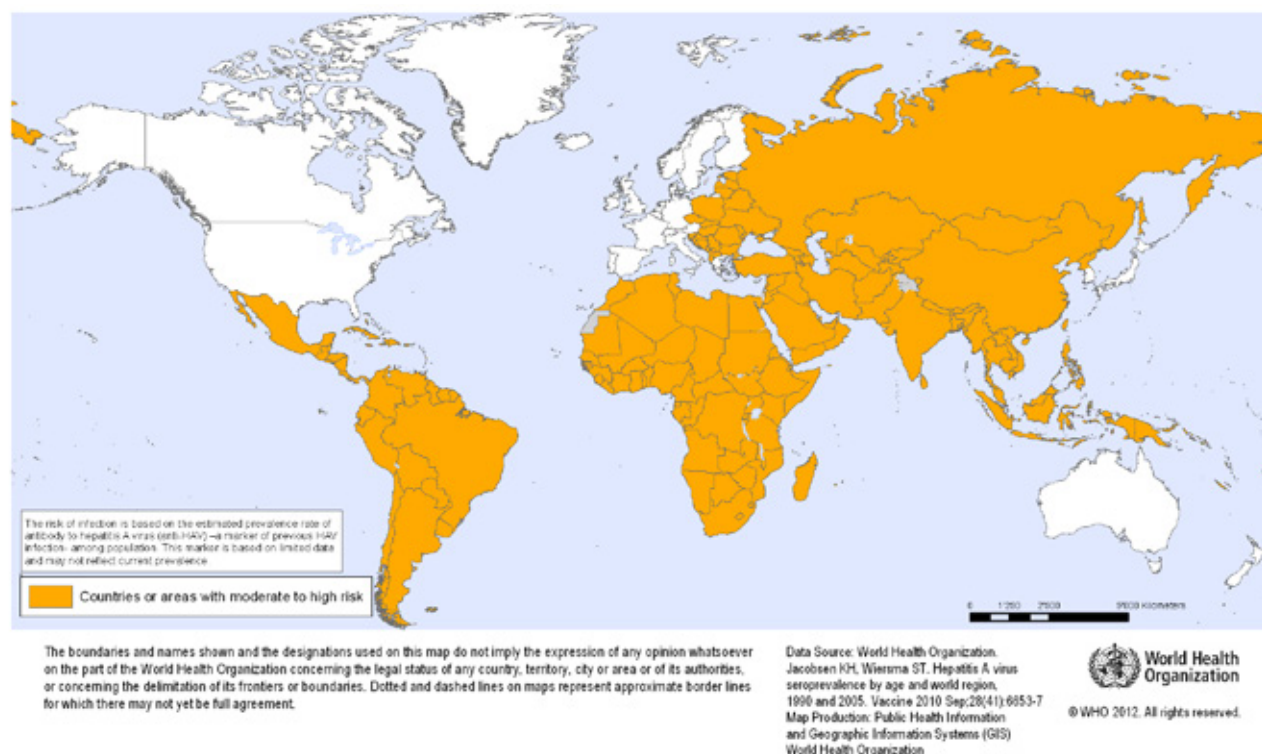 The risk of infection is based on the estimated prevalence rate of
antibody to hepatitis A virus (anti-HAV) –a marker of previous HAV
infection- among population. This marker is based on limited data
and may not reflect current prevalence.
Countries or areas with moderate to high risk
0 1'250 2'500 Kilometers
The boundaries and names shown and the designations used on this map do not imply the expression of any opinion whatsoever
on the part of the World Health Organization concerning the legal status of any country, territory, city or area or of its authorities,
or concerning the delimitation of its frontiers or boundaries. Dotted and dashed lines on maps represent approximate border lines
for which there may not yet be full agreement.
Data Source: World Health Organization.
Jacobsen KH, Wiersma ST. Hepatitis A virus
seroprevalence by age and world region,
1990 and 2005. Vaccine 2010 Sep;28(41):6653-7
Map Production: Public Health Information
and Geographic Information Systems (GIS)
World Health Organization
World Health
Organization
© WHO 2012. All rights reserved.